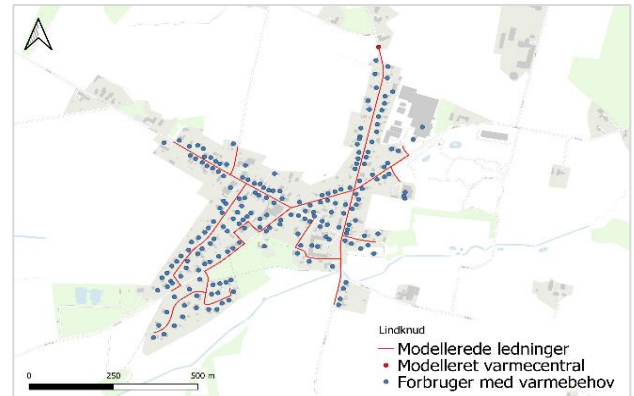 Lindknud
Modellerede ledninger
Modelleret varmecentral
Forbruger med varmebehov
0 250 500 m